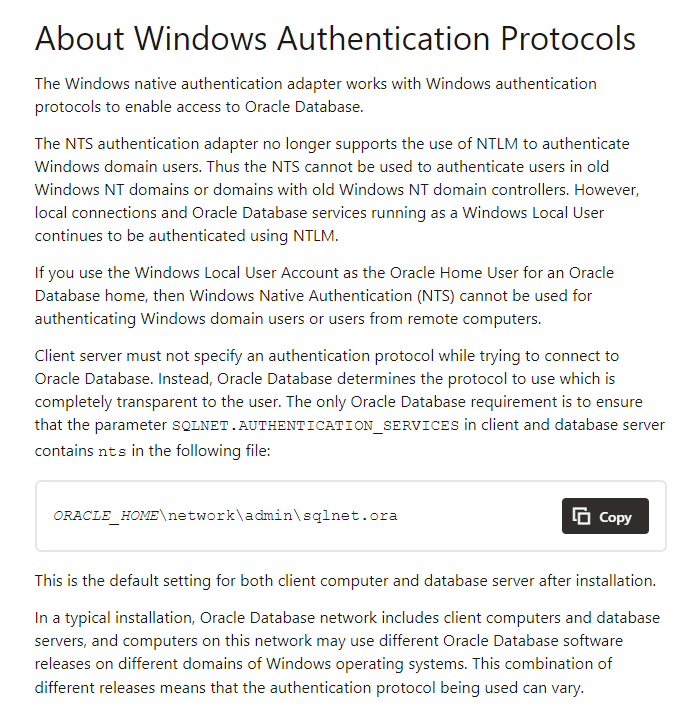 About Windows Authentication Protocols
The Windows native authentication adapter works with Windows authentication
protocols to enable access to Oracle Database.
The NTS authentication adapter no longer supports the use of NTLM to authenticate
Windows domain users. Thus the NTS cannot be used to authenticate users in old
Windows NT domains or domains with old Windows NT domain controllers. However,
local connections and Oracle Database services running as a Windows Local User
continues to be authenticated using NTLM.
If you use the Windows Local User Account as the Oracle Home User for an Oracle
Database home, then Windows Native Authentication (NTS) cannot be used for
authenticating Windows domain users or users from remote computers.
Client server must not specify an authentication protocol while trying to connect to
Oracle Database. Instead, Oracle Database determines the protocol to use which is
completely transparent to the user. The only Oracle Database requirement is to ensure
that the parameter SQLNET.AUTHENTICATION_SERVICES in client and database server
contains nts in the following file:
ORACLE_HOME\network\admin\sqlnet.ora
Copy
This is the default setting for both client computer and database server after installation.
In a typical installation, Oracle Database network includes client computers and database
servers, and computers on this network may use different Oracle Database software
releases on different domains of Windows operating systems. This combination of
different releases means that the authentication protocol being used can vary.